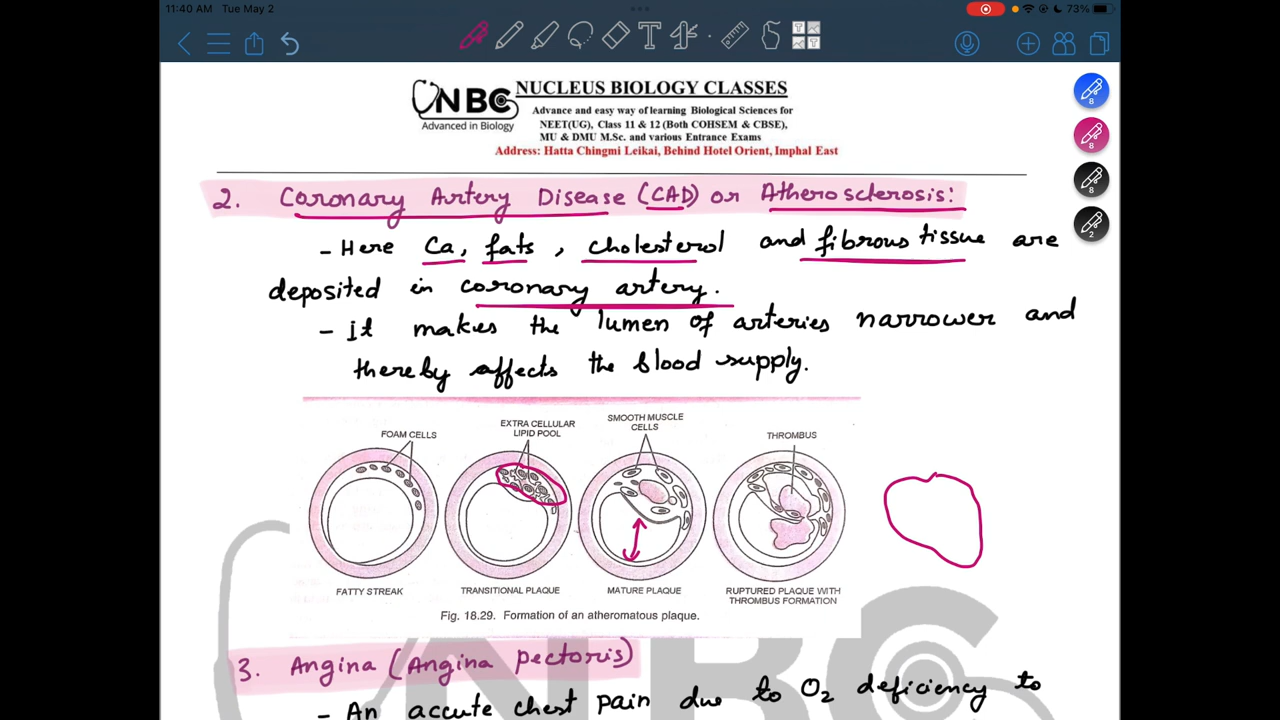 11:40 AM Tue May 2
73%
NBC
Advanced in Biology
NUCLEUS BIOLOGY CLASSES
Advance and easy way of learning Biological Sciences for
NEET(UG), Class 11 & 12 (Both COHSEM & CBSE),
MU & DMU M.Sc. and various Entrance Exams
Address: Hatta Chingmi Leikai, Behind Hotel Orient, Imphal East
2. Coronary Artery Disease (CAD) or Atherosclerosis:
- Here Ca, fats, cholesterol and fibrous tissue are
deposited in coronary artery.
- It makes the lumen of arteries narrower and
thereby affects the blood supply.
FOAM CELLS
EXTRA CELLULAR
LIPID POOL
SMOOTH MUSCLE
CELLS
THROMBUS
FATTY STREAK
TRANSITIONAL PLAQUE
MATURE PLAQUE
RUPTURED PLAQUE WITH
THROMBUS FORMATION
Fig. 18.29. Formation of an atheromatous plaque.
NBC
3. Angina (Angina pectoris)
- An accute chest pain due to O2 deficiency to
8
8
8
2